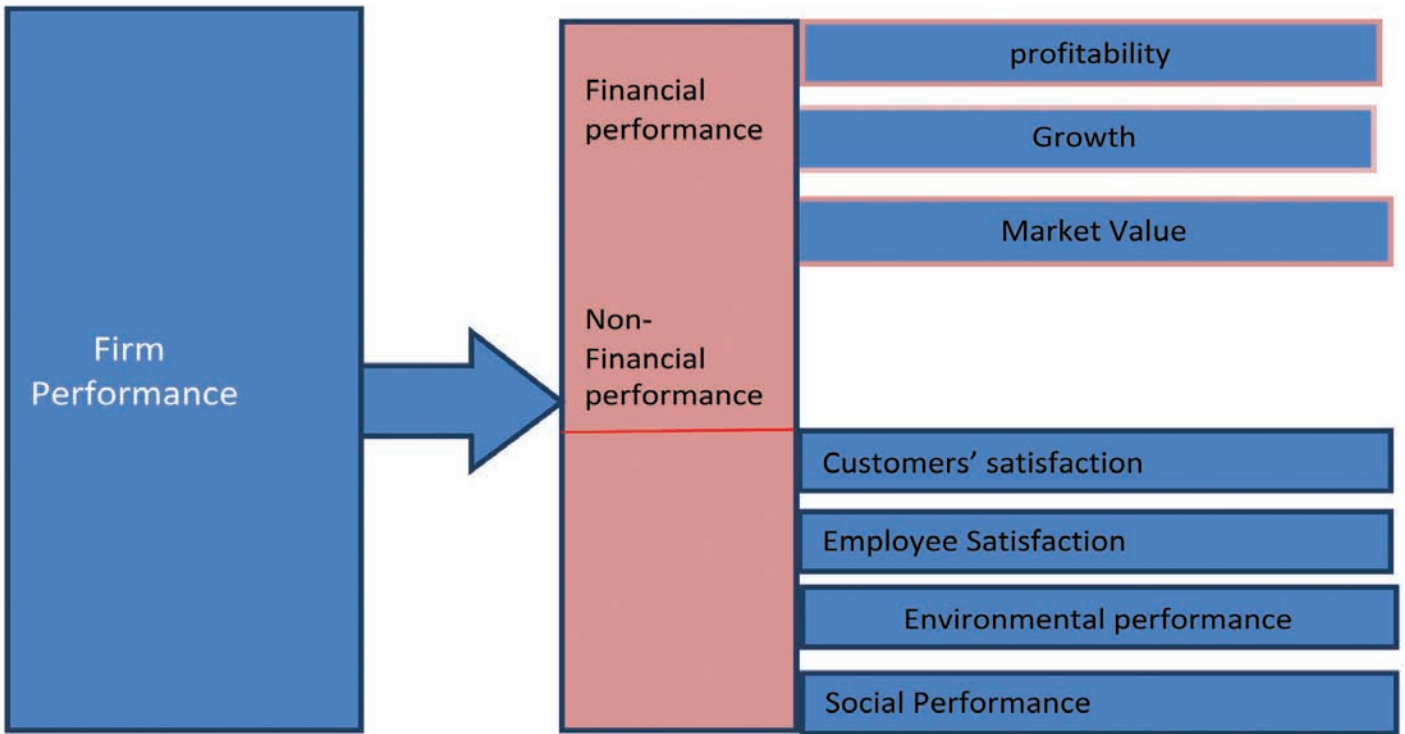 Firm
Performance
Financial
performance
Non-
Financial
performance
profitability
Growth
Market Value
Customers’ satisfaction
Employee Satisfaction
Environmental performance
Social Performance